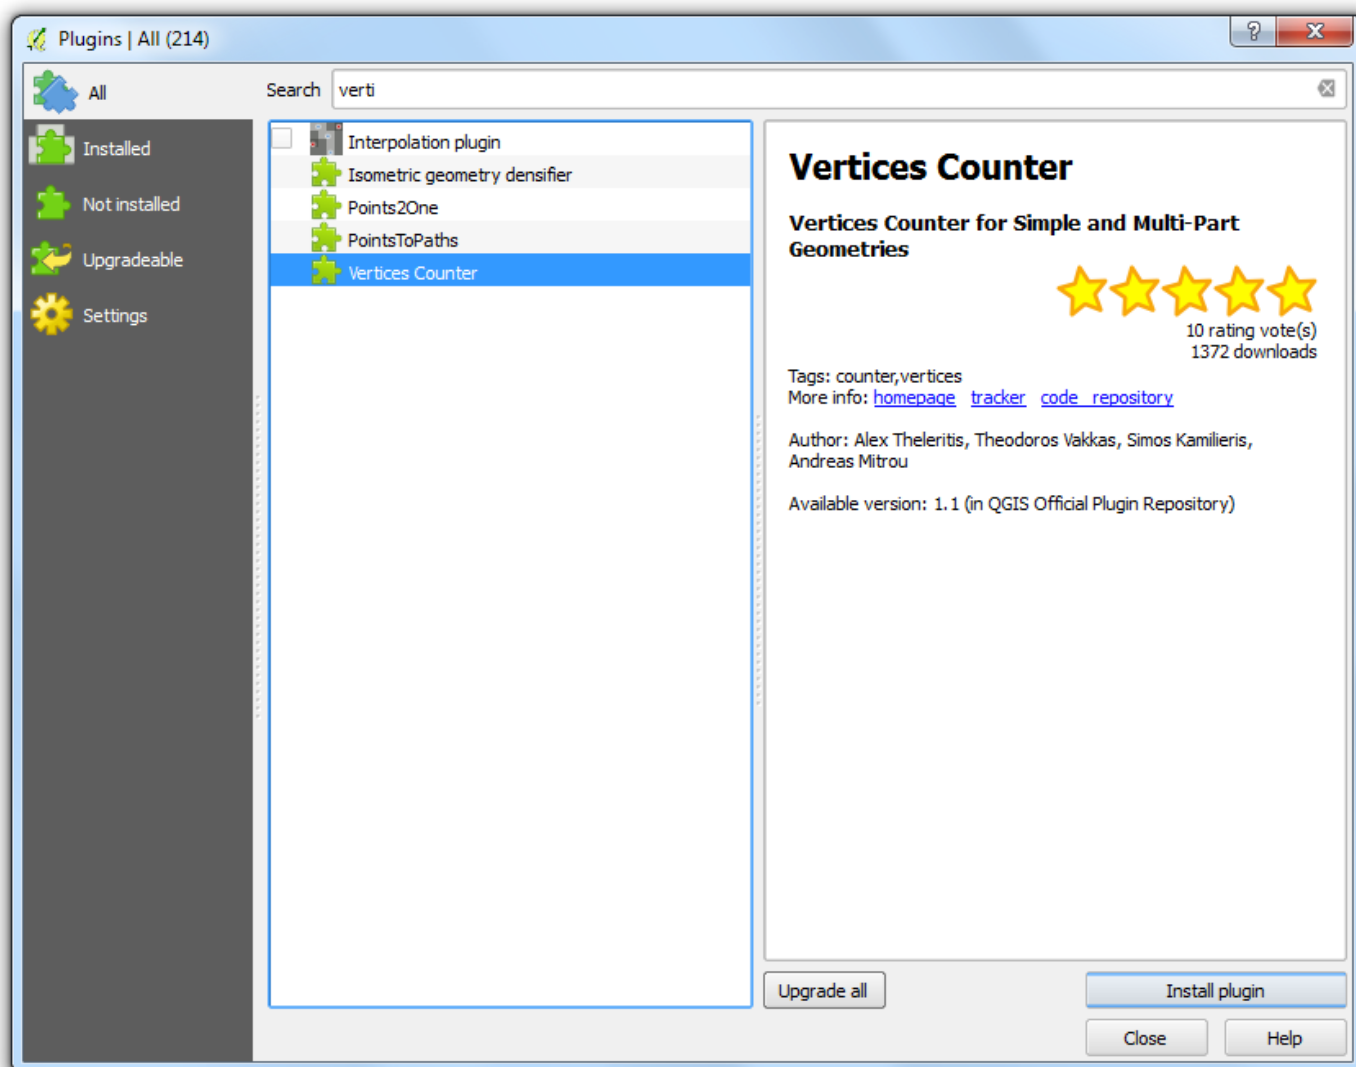 Plugins | All (214)
?
X
All
Search
verti
Installed
Not installed
Upgradeable
Settings
Interpolation plugin
Isometric geometry densifier
Points2One
PointsToPaths
Vertices Counter
Vertices Counter
Vertices Counter for Simple and Multi-Part
Geometries
10 rating vote(s)
1372 downloads
Tags: counter,vertices
More info: homepage tracker code_repository
Author: Alex Theleritis, Theodoros Vakkas, Simos Kamilieris,
Andreas Mitrou
Available version: 1.1 (in QGIS Official Plugin Repository)
Upgrade all
Install plugin
Close
Help